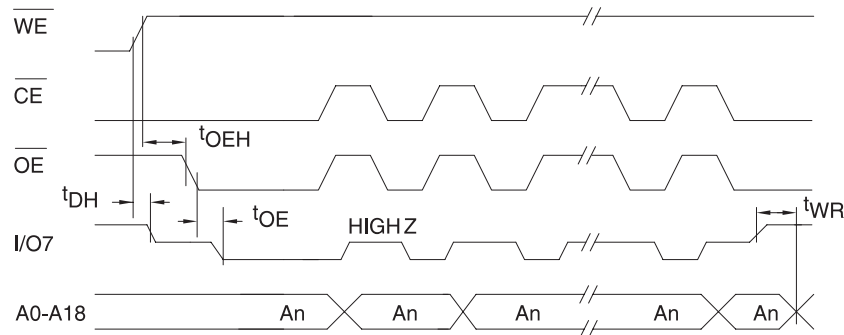 WE
CE
tOEH
OE
tDH
tOE
tWR
HIGH Z
I/O7
A0-A18 An An An An An